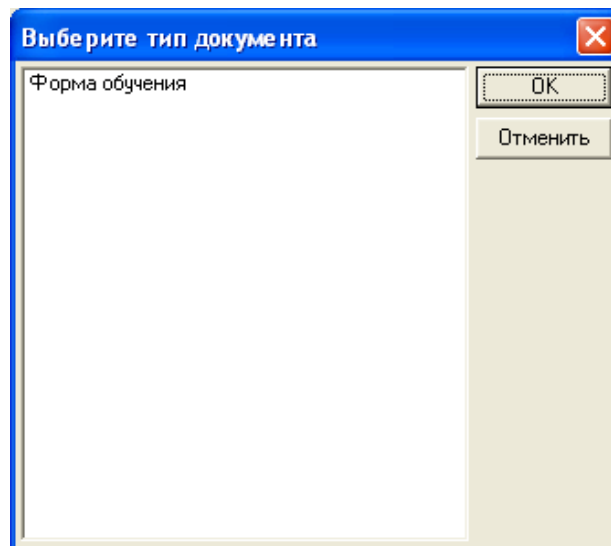 Выберите тип документа
Форма обучения
OK
Отменить